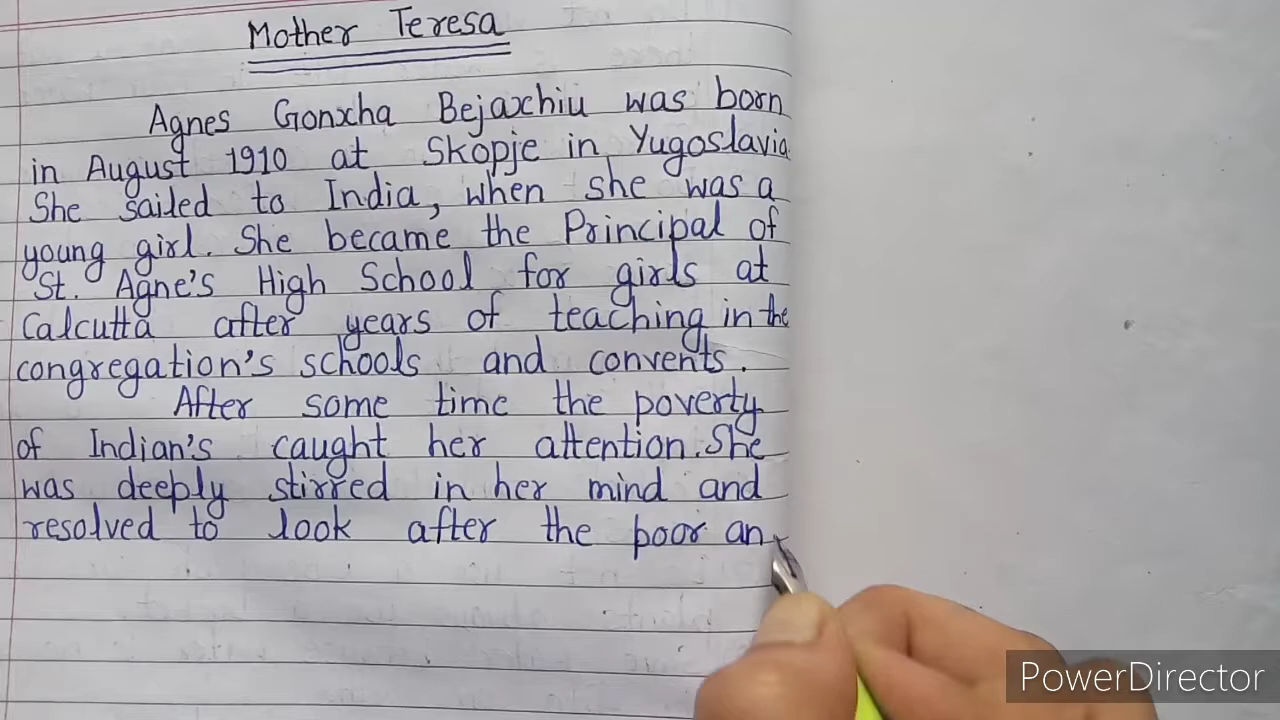 Mother Teresa
Agnes Gonxha Bejaxhiu was born
in August 1910 at Skopje in Yugoslavia.
She sailed to India, when she was a
young girl. She became the Principal of
St. Agne's High School for girls at
Calcutta after years of teaching in the
congregation's schools and convents.
After some time the poverty
of Indian's caught her attention. She
was deeply stirred in her mind and
resolved to look after the poor an
PowerDirector